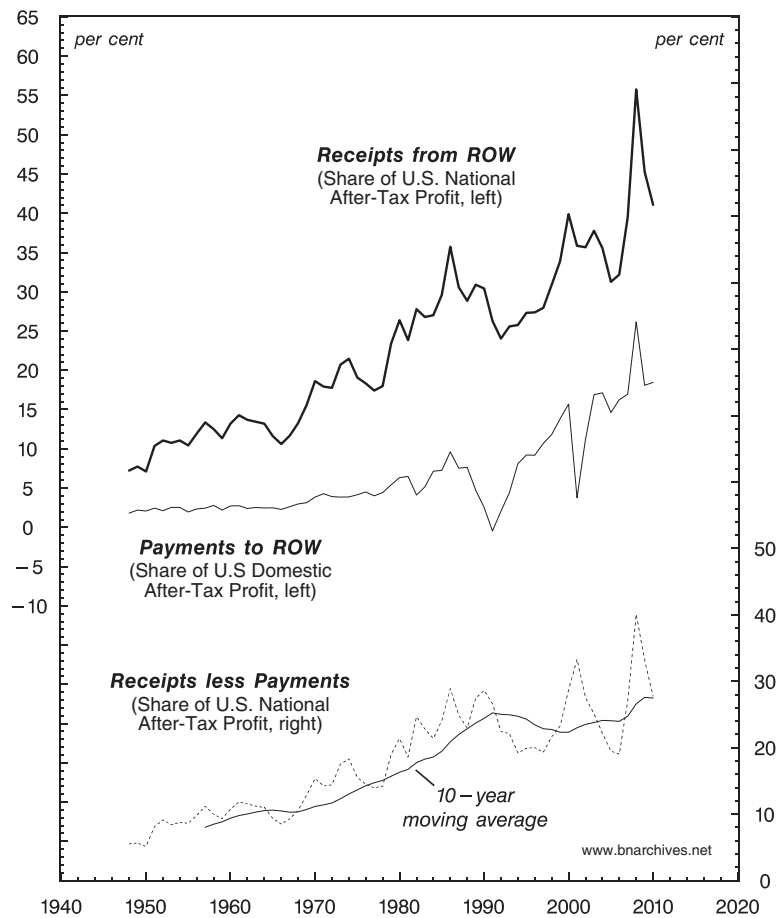 65
60
55
50
45
40
35
30
25
20
15
10
5
0
−5
−10
per cent
per cent
Receipts from ROW
(Share of U.S. National
After-Tax Profit, left)
Payments to ROW
(Share of U.S Domestic
After-Tax Profit, left)
Receipts less Payments
(Share of U.S. National
After-Tax Profit, right)
10−year
moving average
www.bnarchives.net
50
40
30
20
10
0
1940 1950 1960 1970 1980 1990 2000 2010 2020